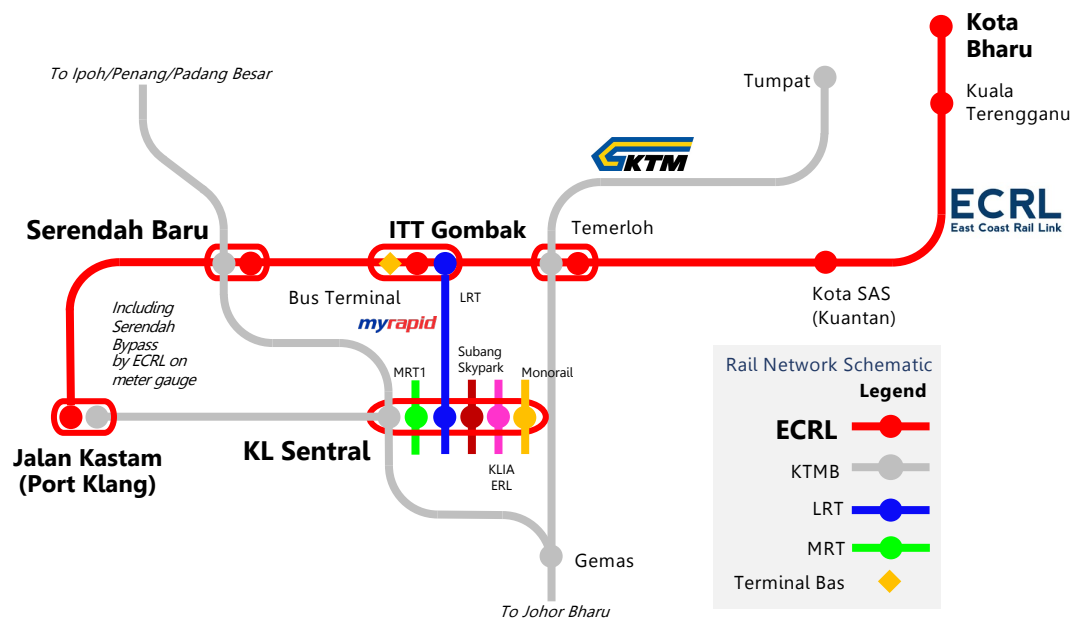 Kota
Bharu
To Ipoh/Penang/Padang Besar
Tumpat
Kuala
Terengganu
KTM
ECRL
East Coast Rail Link
Serendah Baru
ITT Gombak
Temerloh
Bus Terminal
LRT
Kota SAS
(Kuantan)
Including
Serendah
Bypass
by ECRL on
meter gauge
myrapid
MRT1
Subang
Skypark
Monorail
KL Sentral
Jalan Kastam
(Port Klang)
KLIA
ERL
Gemas
To Johor Bharu
Rail Network Schematic
Legend
ECRL
KTMB
LRT
MRT
Terminal Bas